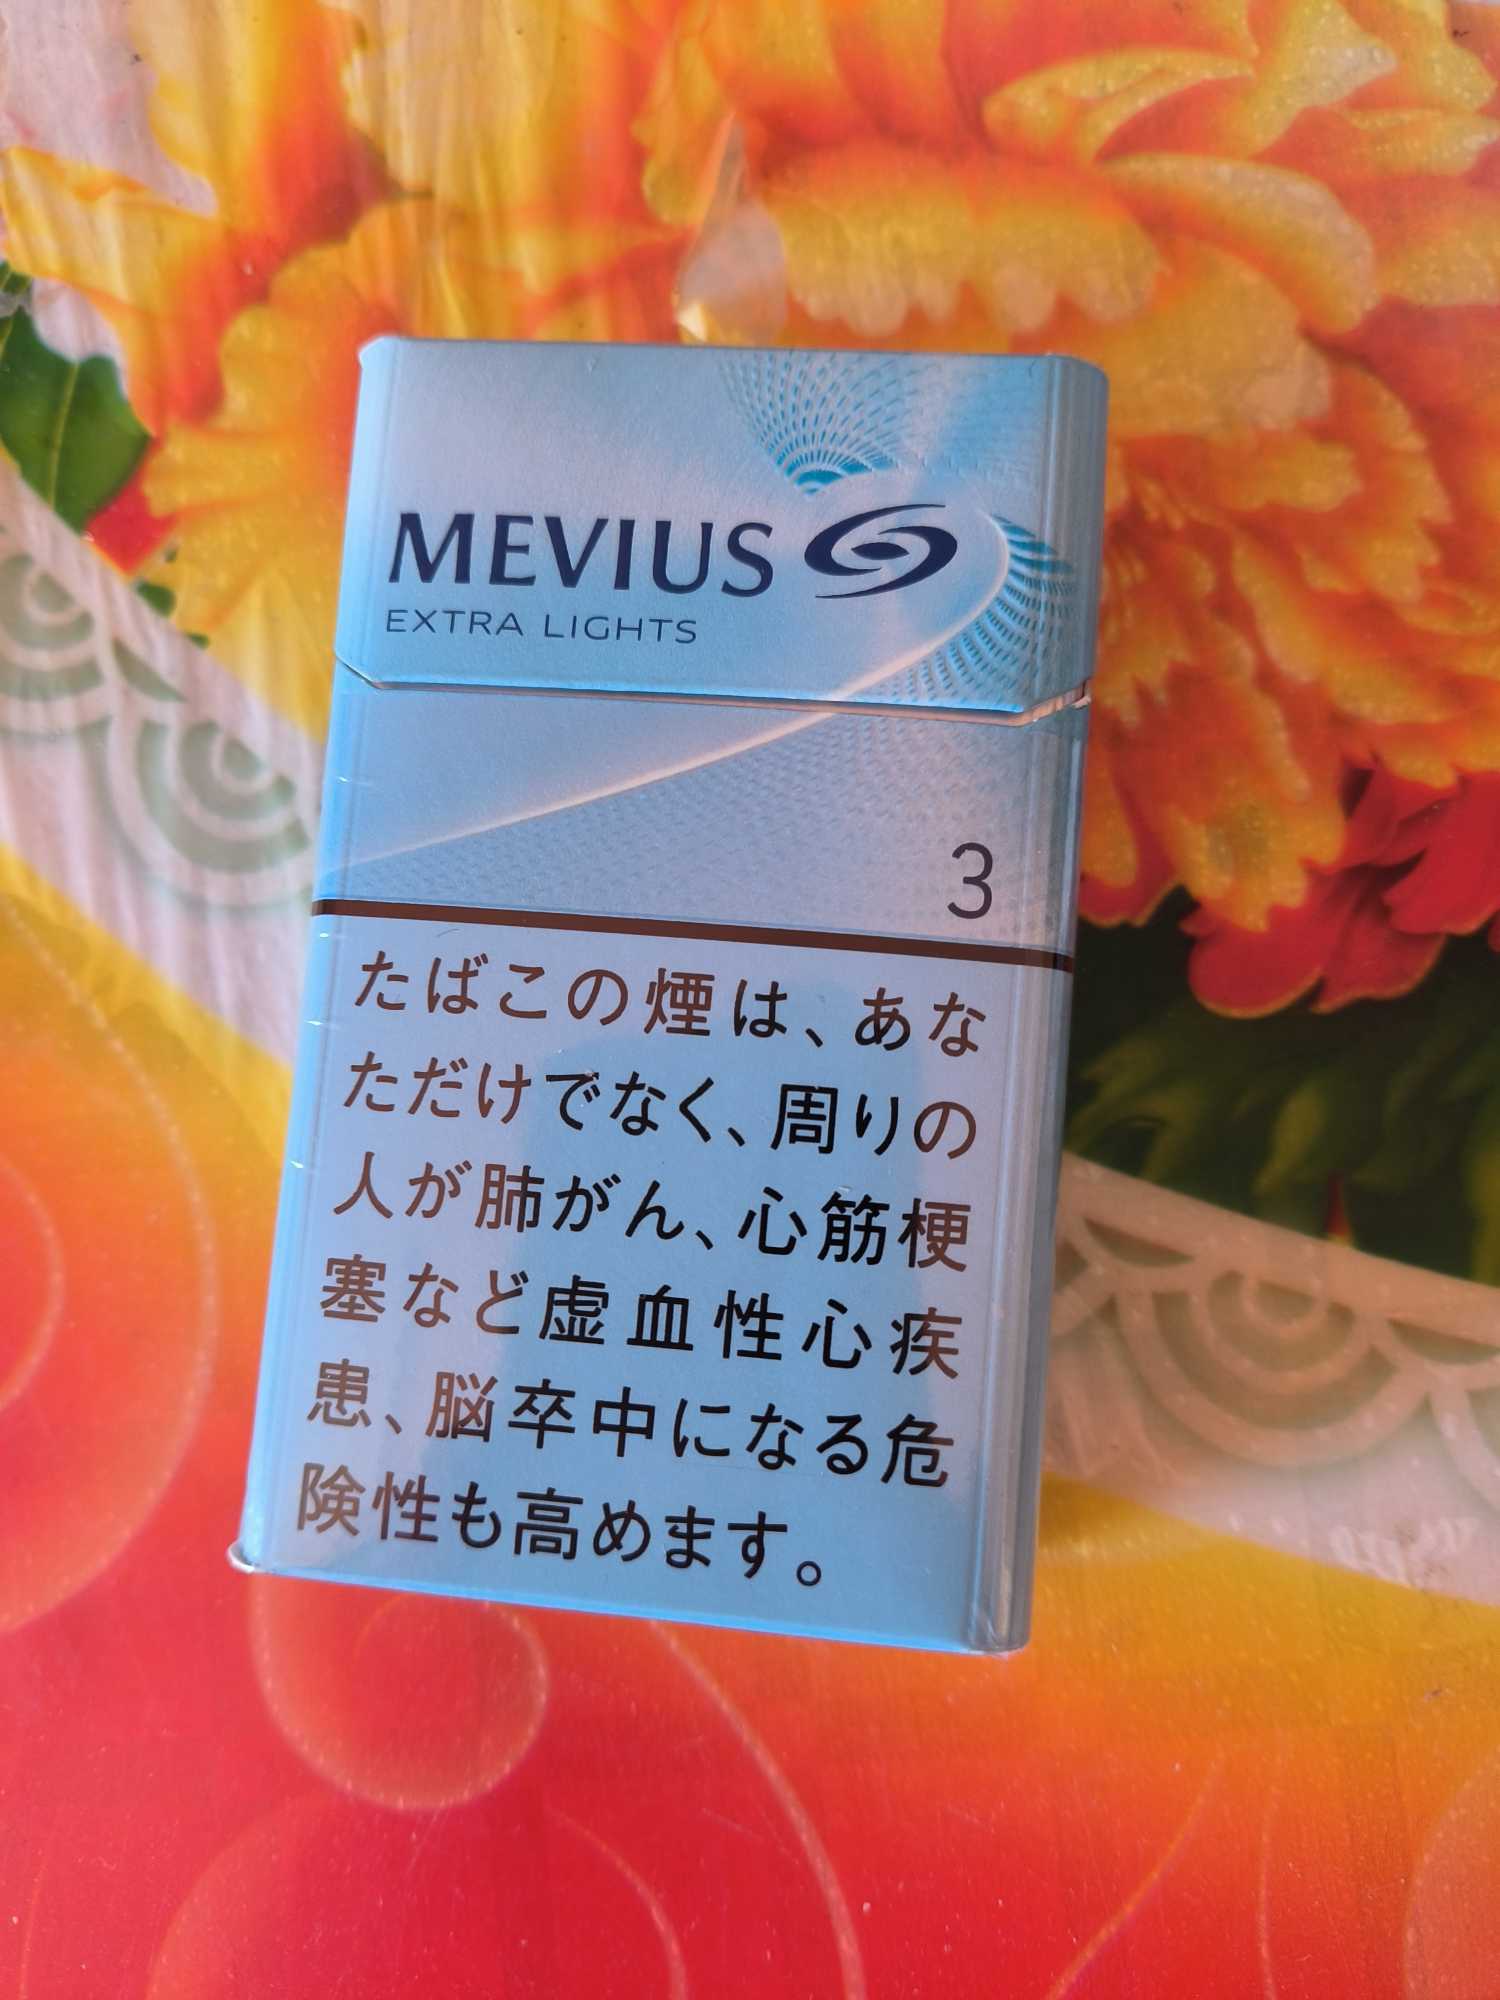 MEVIUS
EXTRA LIGHTS
3
たばこの煙は、あな
ただけでなく、周りの
人が肺がん、心筋梗
塞など虚血性心疾
患、脳卒中になる危
険性も高めます。